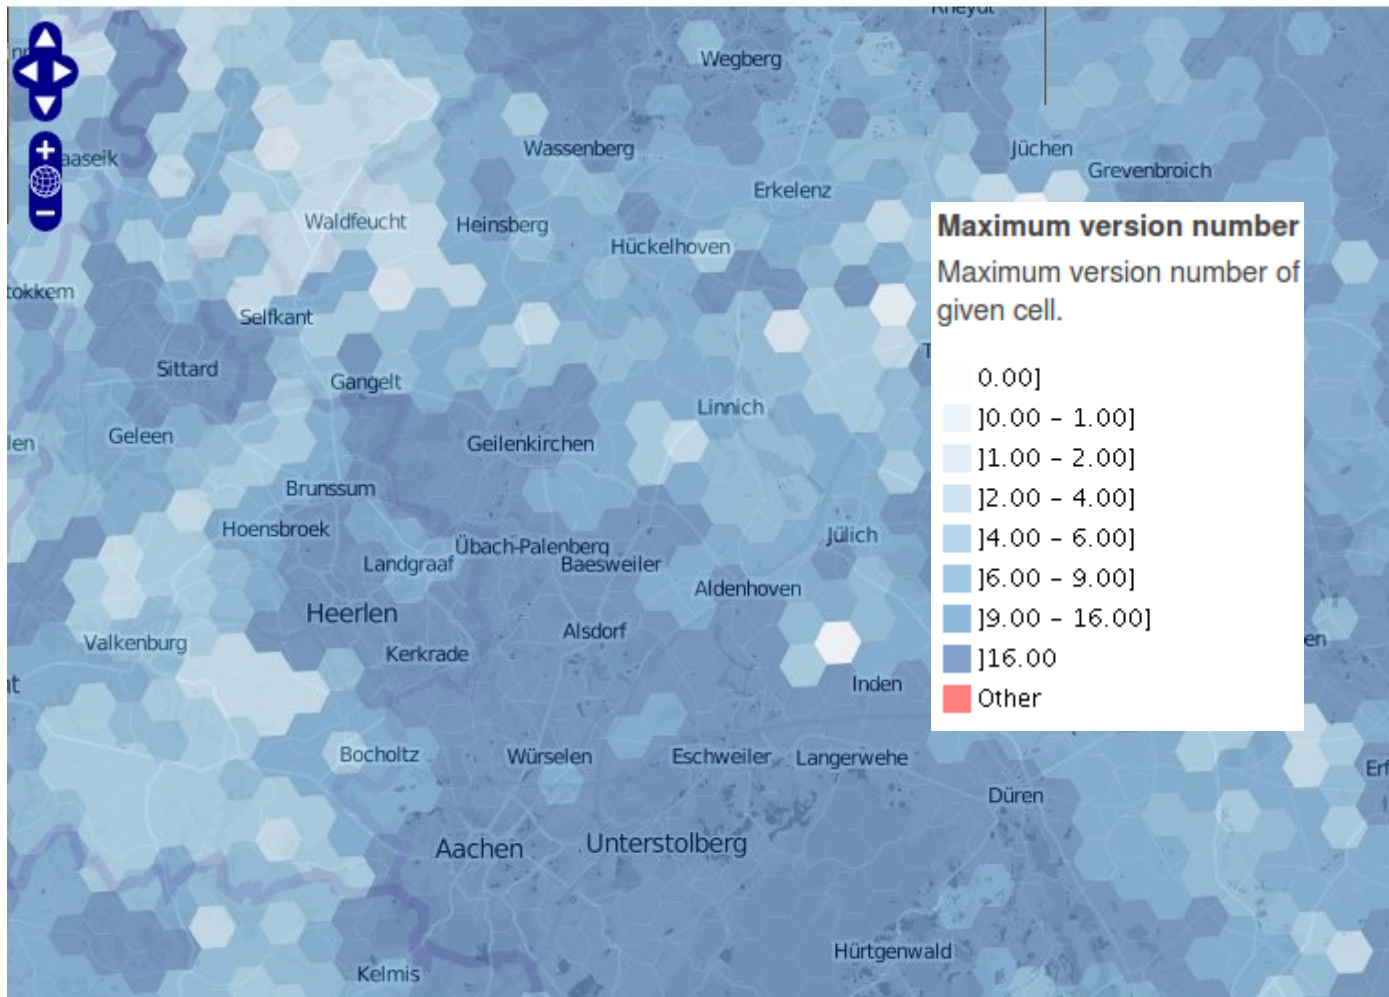 Wegberg
Wassenberg
Jüchen
Grevenbroich
Erkelenz
Waldfeucht
Heinsberg
Hückelhoven
Selfkant
Sittard
Gangelt
Linnich
Geleen
Geilenkirchen
Brunssum
Hoensbroek
Jülich
Übach-Palenberg
Landgraaf
Baesweiler
Aldenhoven
Heerlen
Alsdorf
Valkenburg
Kerkrade
Inden
Bocholtz
Würselen
Eschweiler
Langerwehe
Düren
Aachen
Unterstolberg
Hürtgenwald
Kelmis
Maximum version number
Maximum version number of
given cell.
0.00]
]0.00 – 1.00]
]1.00 – 2.00]
]2.00 – 4.00]
]4.00 – 6.00]
]6.00 – 9.00]
]9.00 – 16.00]
]16.00
Other